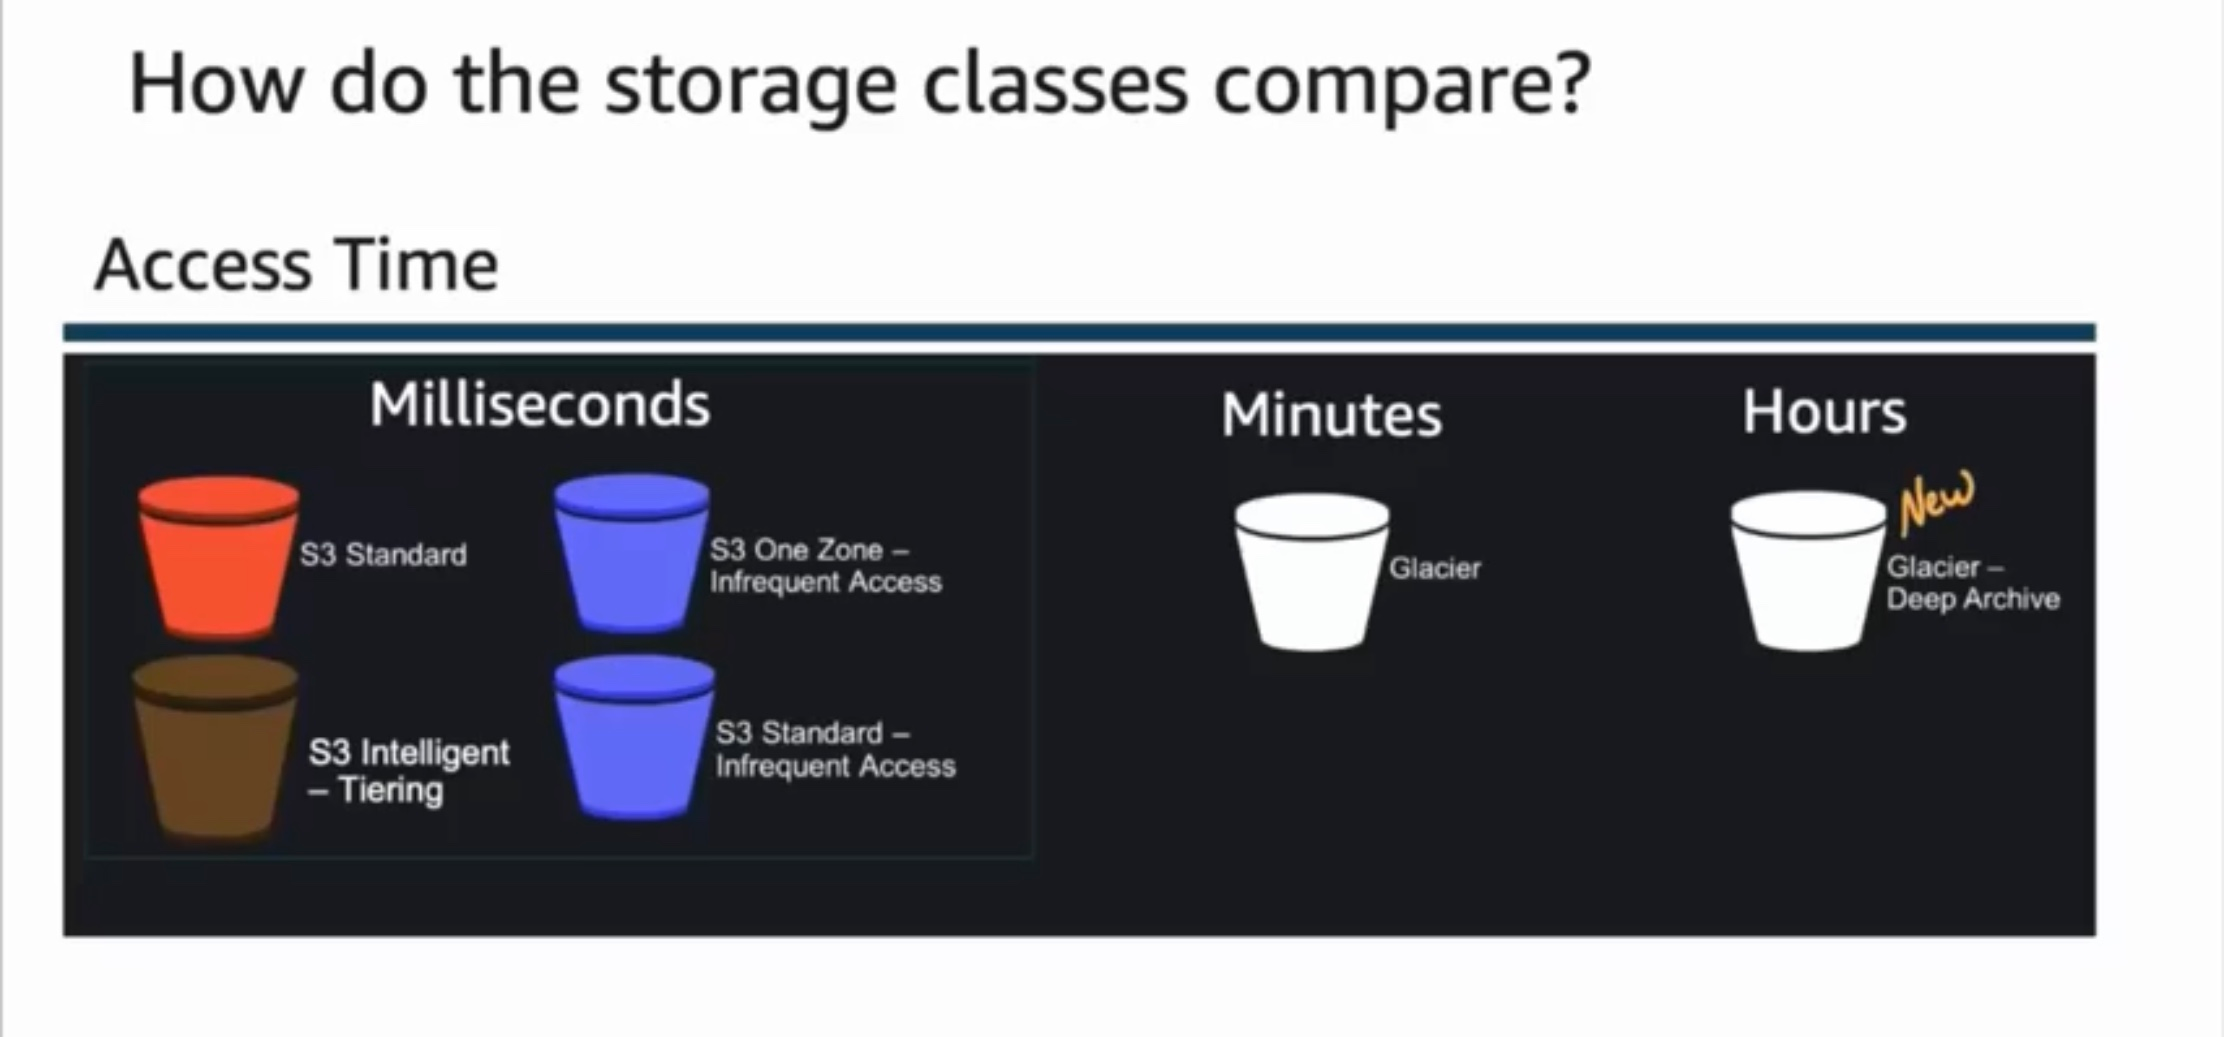 How do the storage classes compare?
Access Time
Milliseconds
S3 Standard
S3 One Zone –
Infrequent Access
S3 Intelligent
– Tiering
S3 Standard –
Infrequent Access
Minutes
Glacier
Hours
New
Glacier –
Deep Archive